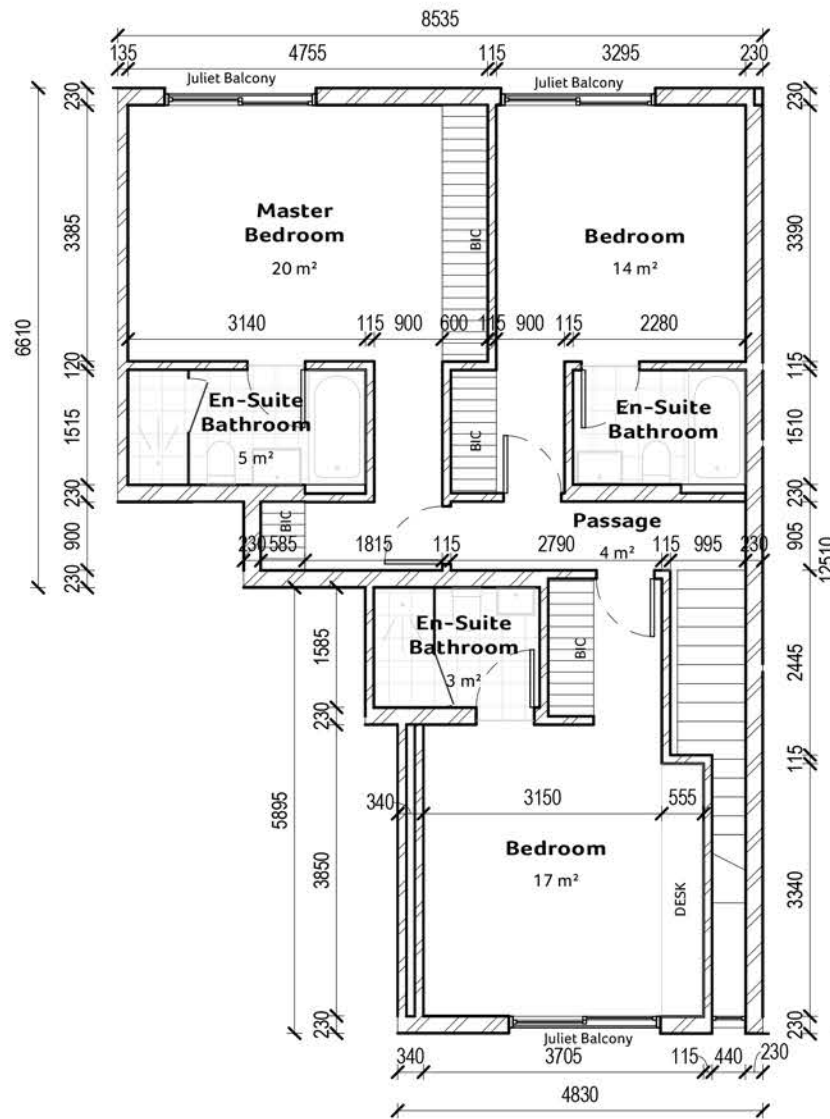 8535
135 4755 115 3295 230
Juliet Balcony
Juliet Balcony
230
230
Master
Bedroom
20 m²
BIC
Bedroom
14 m²
3385
3390
6610
3140 115 900 600 115 900 115 2280
120
115
En-Suite
Bathroom
5 m²
BIC
En-Suite
Bathroom
1515
1510
230
230
BIC
Passage
4 m²
900
905
12510
230 585 1815 115 2790 115 995 230
230
En-Suite
Bathroom
3 m²
BIC
1585
2445
230
115
340 3150 555
5895
3850
Bedroom
17 m²
DESK
3340
230
230
Juliet Balcony
340 3705 115 440 230
4830